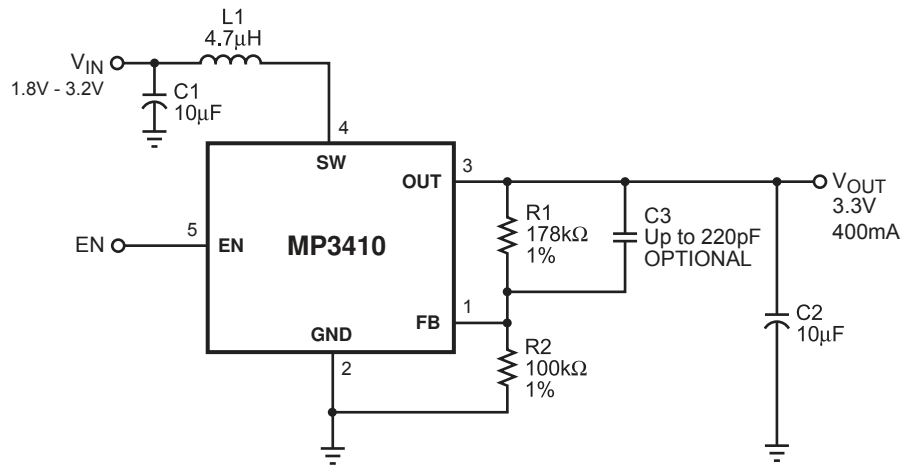 L1
4.7µH
VIN
1.8V - 3.2V
C1
10µF
4
SW
3
OUT
VOUT
3.3V
400mA
R1
178kΩ
1%
C3
Up to 220pF
OPTIONAL
EN
5
EN
MP3410
1
FB
GND
2
R2
100kΩ
1%
C2
10µF